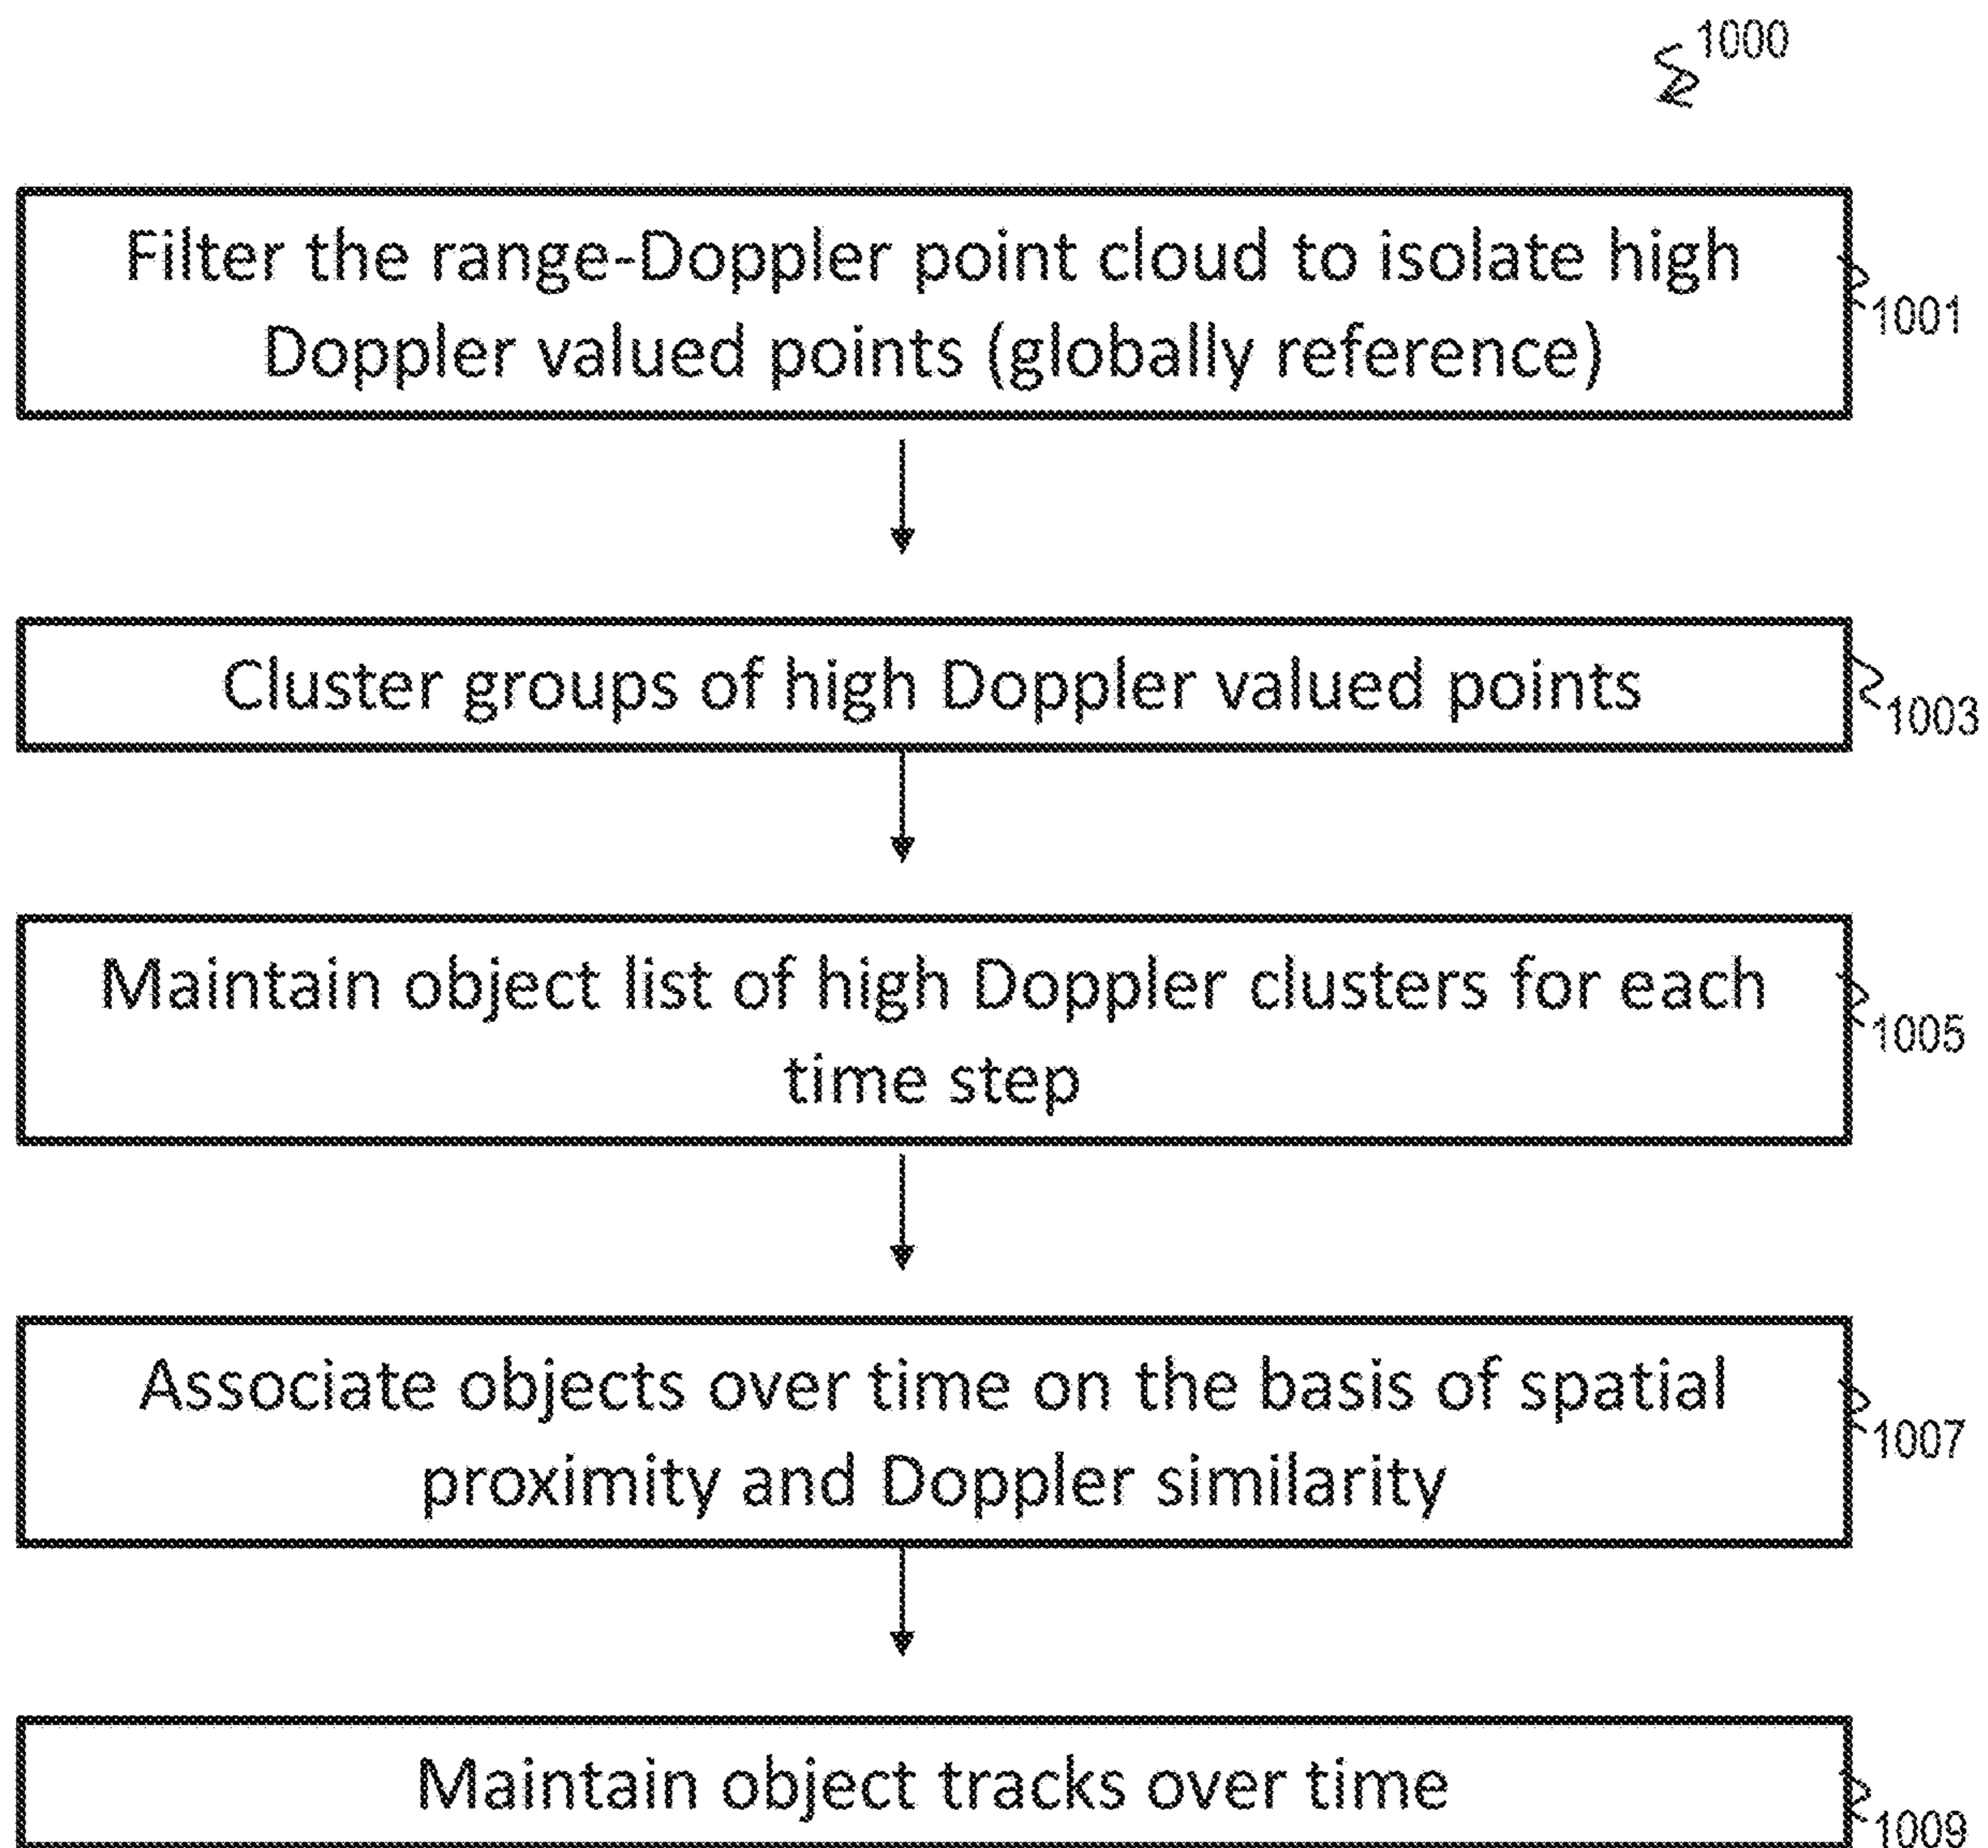 1000
Filter the range-Doppler point cloud to isolate high
Doppler valued points (globally reference)
1001
Cluster groups of high Doppler valued points
1003
Maintain object list of high Doppler clusters for each
time step
1005
Associate objects over time on the basis of spatial
proximity and Doppler similarity
1007
Maintain object tracks over time
1009